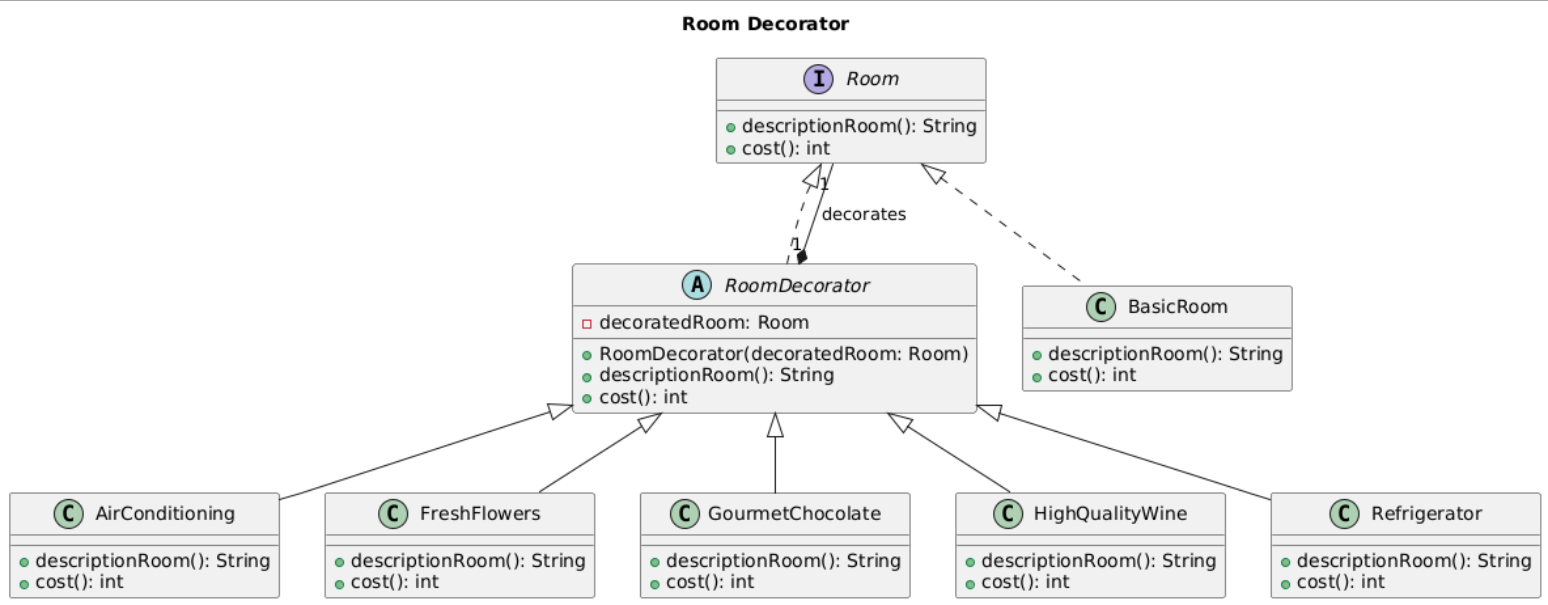 Room Decorator
I Room
descriptionRoom(): String
cost(): int
1
decorates
1
A RoomDecorator
decoratedRoom: Room
RoomDecorator(decoratedRoom: Room)
descriptionRoom(): String
cost(): int
C BasicRoom
descriptionRoom(): String
cost(): int
C AirConditioning
descriptionRoom(): String
cost(): int
C FreshFlowers
descriptionRoom(): String
cost(): int
C GourmetChocolate
descriptionRoom(): String
cost(): int
C HighQualityWine
descriptionRoom(): String
cost(): int
C Refrigerator
descriptionRoom(): String
cost(): int